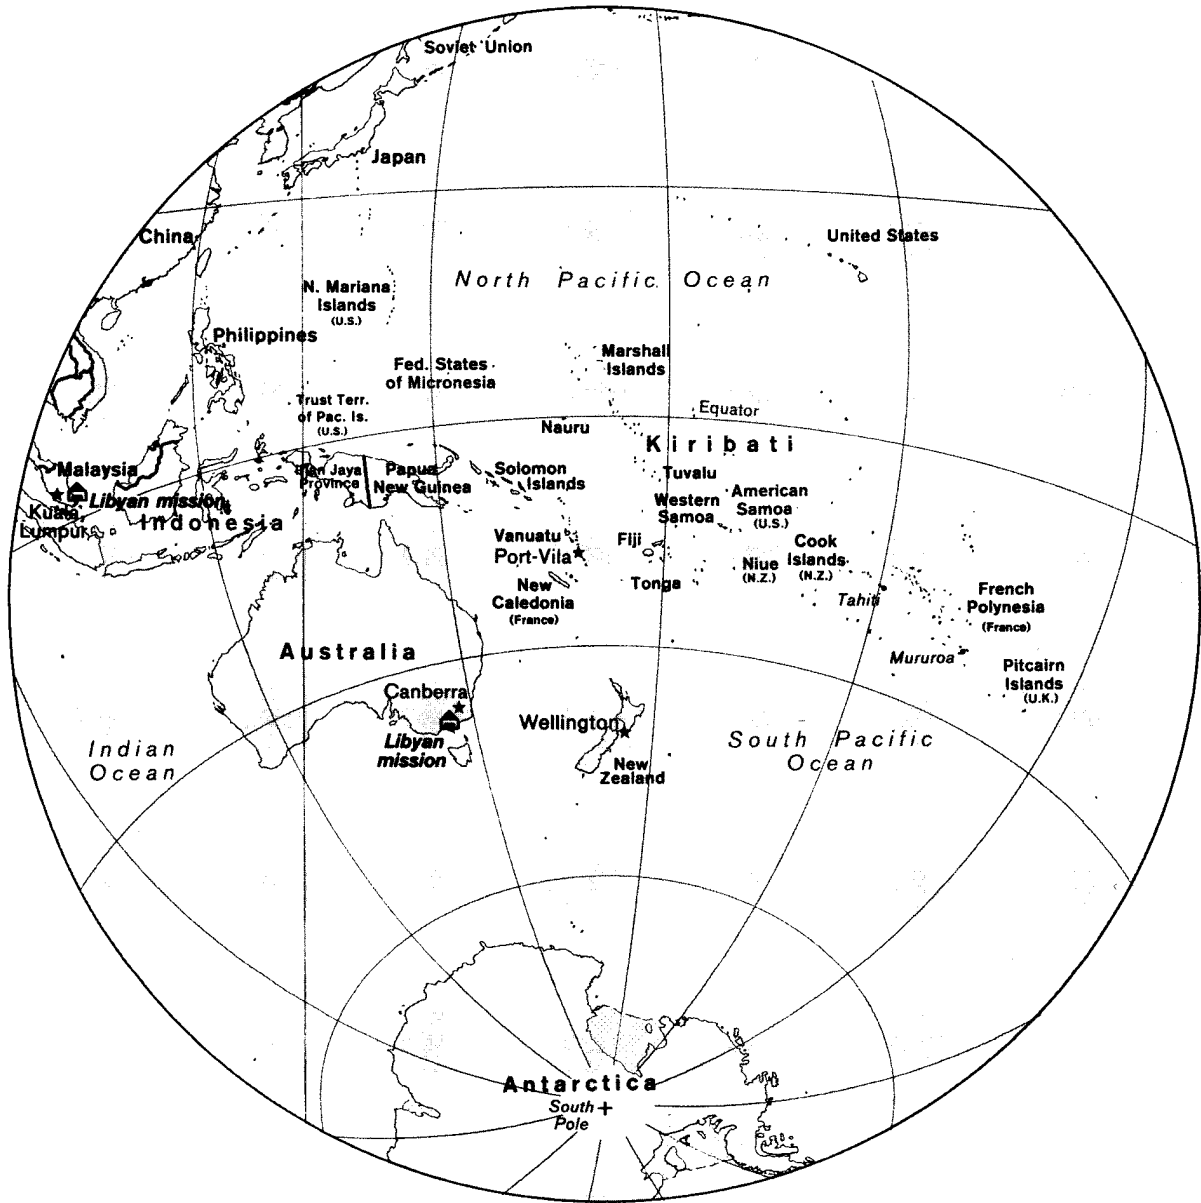 Soviet Union
Japan
China
United States
North Pacific Ocean
N. Mariana
Islands
(U.S.)
Philippines
Marshall
Islands
Fed. States
of Micronesia
Trust Terr.
of Pac. Is.
(U.S.)
Equator
Nauru
Kiribati
Malaysia
Irian Jaya
Province
Papua
New Guinea
Solomon
Islands
Tuvalu
Libyan mission
Kuala
Lumpur
Indonesia
Western
Samoa
American
Samoa
(U.S.)
Vanuatu
Port-Vila
Fiji
Cook
Islands
(N.Z.)
Niue
(N.Z.)
New
Caledonia
(France)
Tonga
Tahiti
French
Polynesia
(France)
Australia
Mururoa
Pitcairn
Islands
(U.K.)
Canberra
Libyan
mission
Wellington
New
Zealand
Indian
Ocean
South Pacific
Ocean
Antarctica
South
Pole